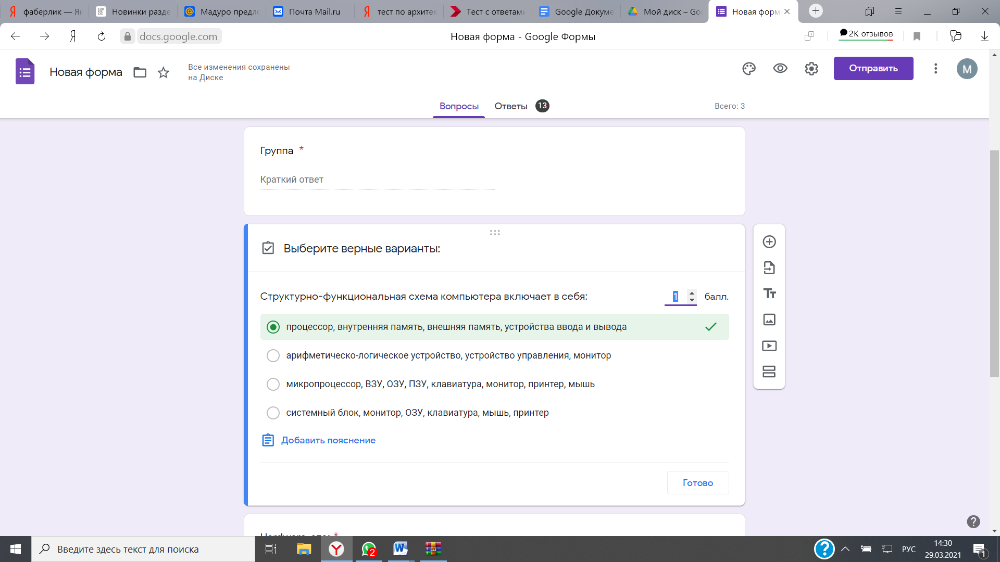 фаберлик — Ян
Новинки разде
Мадуро предло
Почта Mail.ru
тест по архитек
Тест с ответами
Google Докуме
Мой диск – Goo
Новая форм
docs.google.com
Новая форма - Google Формы
2К отзывов
Новая форма
Все изменения сохранены
на Диске
Отправить
М
Вопросы
Ответы 13
Всего: 3
Группа *
Краткий ответ
Выберите верные варианты:
Структурно-функциональная схема компьютера включает в себя:
1 балл.
процессор, внутренняя память, внешняя память, устройства ввода и вывода
арифметическо-логическое устройство, устройство управления, монитор
микропроцессор, ВЗУ, ОЗУ, ПЗУ, клавиатура, монитор, принтер, мышь
системный блок, монитор, ОЗУ, клавиатура, мышь, принтер
Добавить пояснение
Готово
Hardware- это: *
Введите здесь текст для поиска
2
РУС
14:30
29.03.2021
1